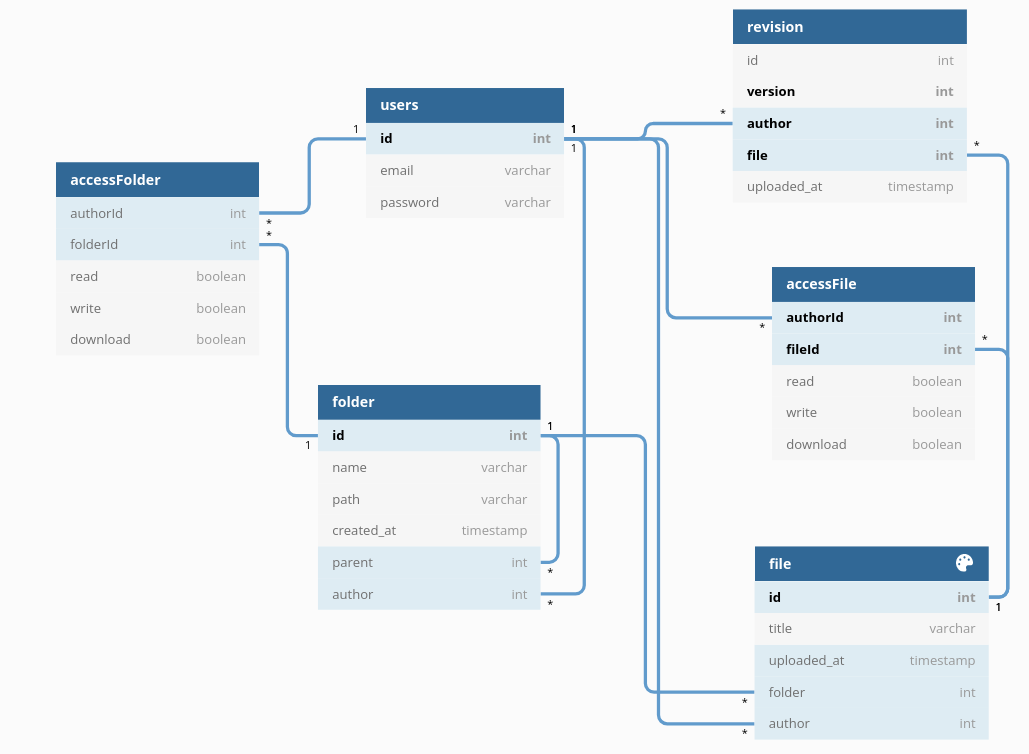 revision
id int
version int
author int
file int
uploaded_at timestamp
*
*
users
id int
email varchar
password varchar
1
1
1
accessFolder
authorId int
folderId int
read boolean
write boolean
download boolean
*
*
accessFile
authorId int
fileId int
read boolean
write boolean
download boolean
*
*
folder
id int
name varchar
path varchar
created_at timestamp
parent int
author int
1
1
*
*
file
id int
title varchar
uploaded_at timestamp
folder int
author int
1
*
*